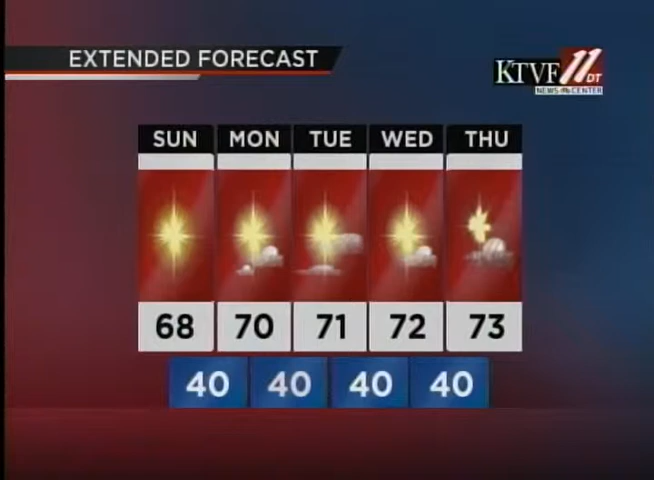 EXTENDED FORECAST
KTVF 11 DT
NEWS CENTER
SUN MON TUE WED THU
68 70 71 72 73
40 40 40 40